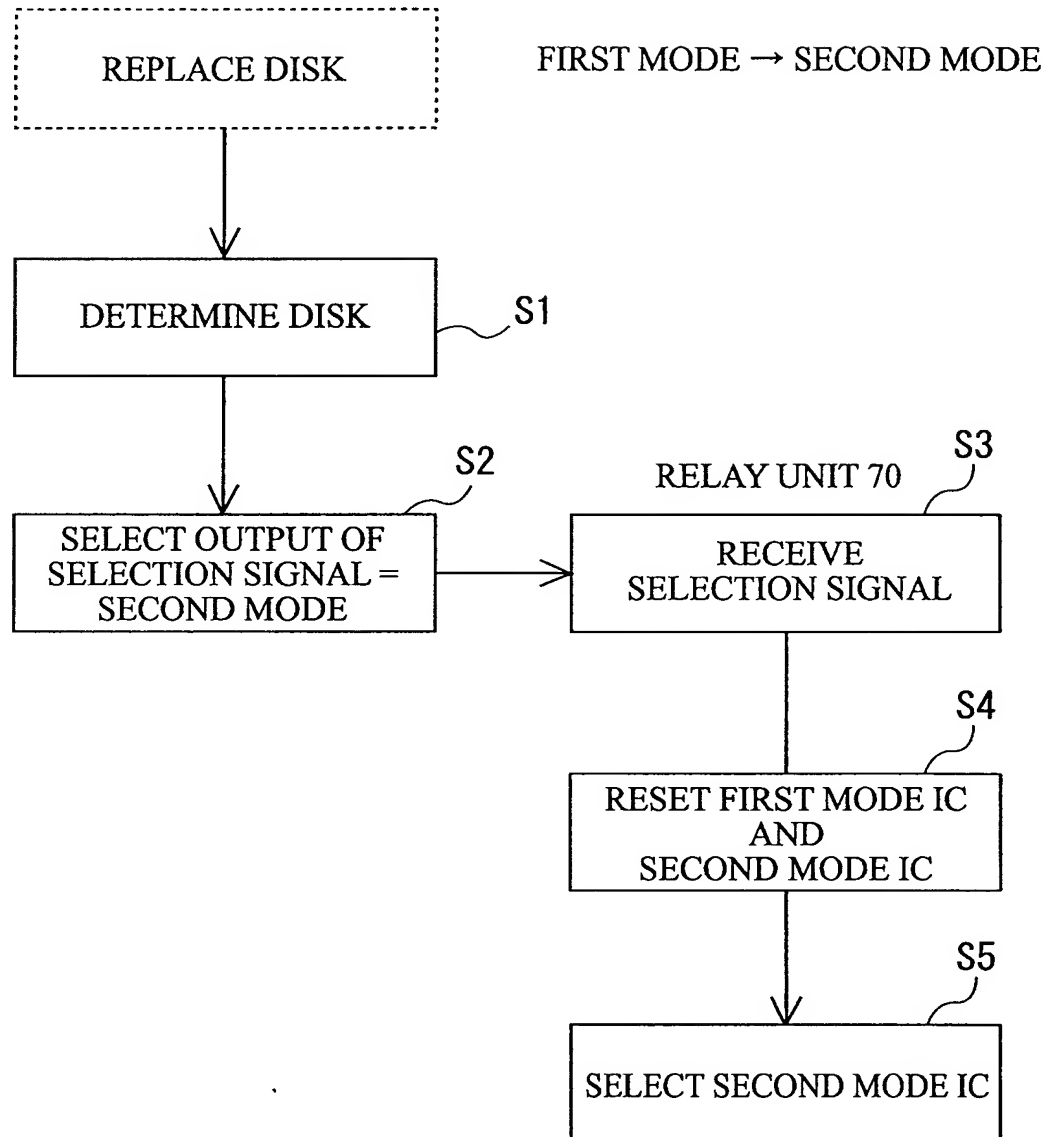 REPLACE DISK
FIRST MODE → SECOND MODE
DETERMINE DISK
S1
S2
SELECT OUTPUT OF
SELECTION SIGNAL =
SECOND MODE
RELAY UNIT 70
S3
RECEIVE
SELECTION SIGNAL
S4
RESET FIRST MODE IC
AND
SECOND MODE IC
S5
SELECT SECOND MODE IC